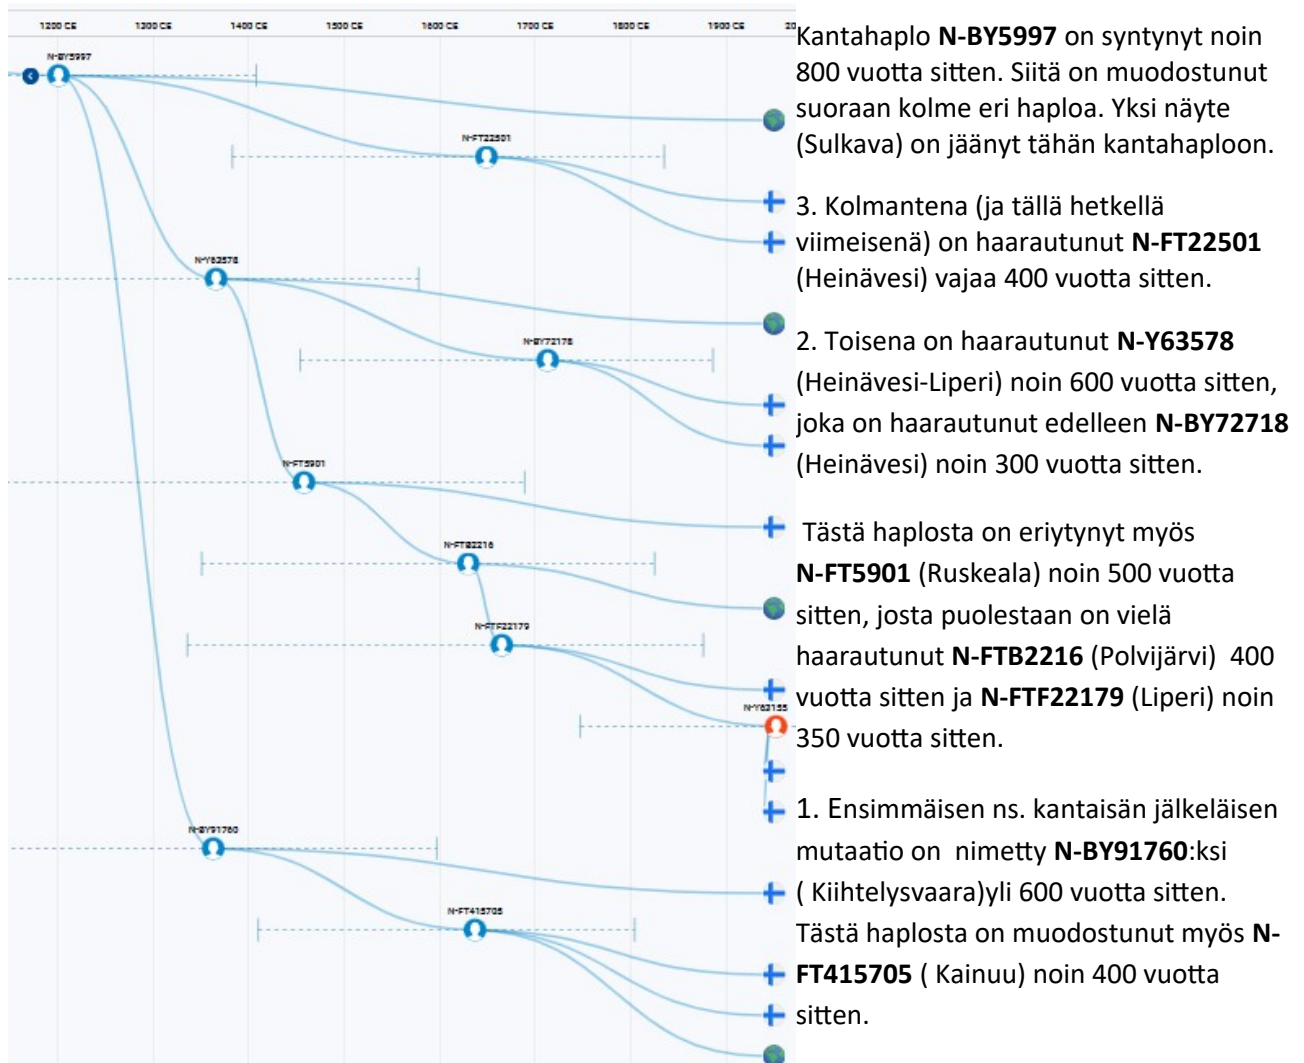 1200 CE 1300 CE 1400 CE 1500 CE 1600 CE 1700 CE 1800 CE 1900 CE 20
N-BY5997
N-FT22501
N-Y63578
N-BY72178
N-FT5901
N-FTB2216
N-FTF22179
N-Y63155
N-BY91760
N-FT415705
Kantahaplo N-BY5997 on syntynyt noin
800 vuotta sitten. Siitä on muodostunut
suoraan kolme eri haploa. Yksi näyte
(Sulkava) on jäänyt tähän kantahaploon.
3. Kolmantena (ja tällä hetkellä
viimeisenä) on haarautunut N-FT22501
(Heinävesi) vajaa 400 vuotta sitten.
2. Toisena on haarautunut N-Y63578
(Heinävesi-Liperi) noin 600 vuotta sitten,
joka on haarautunut edelleen N-BY72718
(Heinävesi) noin 300 vuotta sitten.
Tästä haplosta on eriytynyt myös
N-FT5901 (Ruskeala) noin 500 vuotta
sitten, josta puolestaan on vielä
haarautunut N-FTB2216 (Polvijärvi) 400
vuotta sitten ja N-FTF22179 (Liperi) noin
350 vuotta sitten.
1. Ensimmäisen ns. kantaisän jälkeläisen
mutaatio on nimetty N-BY91760:ksi
( Kiihtelysvaara)yli 600 vuotta sitten.
Tästä haplosta on muodostunut myös N-
FT415705 ( Kainuu) noin 400 vuotta
sitten.